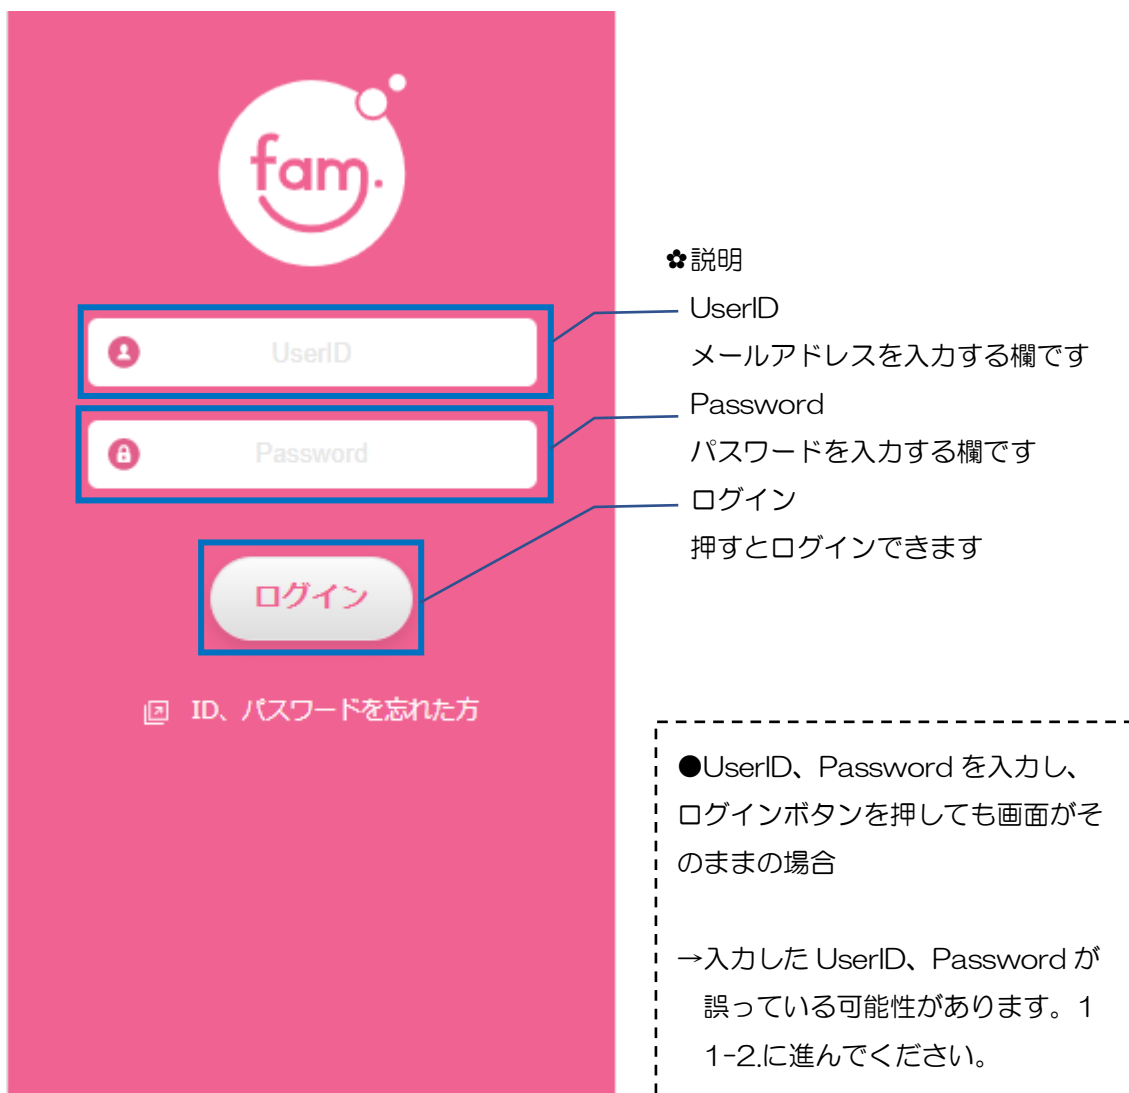 fam.
UserID
Password
ログイン
ID、パスワードを忘れた方
✿説明
UserID
メールアドレスを入力する欄です
Password
パスワードを入力する欄です
ログイン
押すとログインできます
●UserID、Password を入力し、
ログインボタンを押しても画面がそ
のままの場合
→入力した UserID、Password が
誤っている可能性があります。1
1-2.に進んでください。